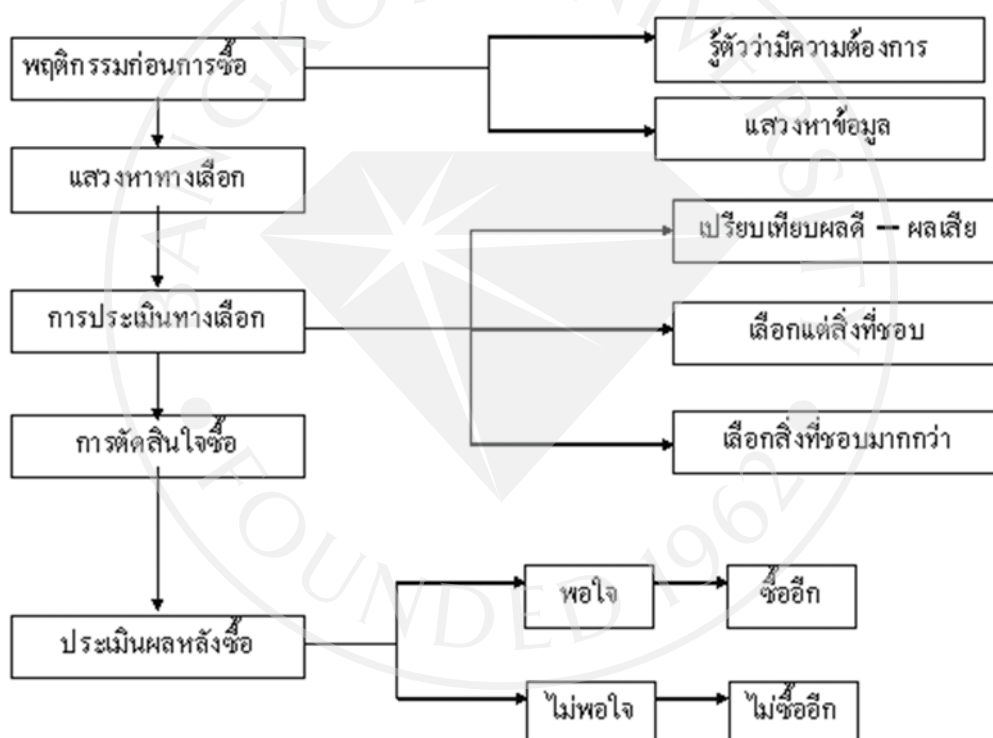 พฤติกรรมก่อนการซื้อ
รู้ตัวว่ามีความต้องการ
แสวงหาข้อมูล
แสวงหาทางเลือก
เปรียบเทียบผลดี – ผลเสีย
การประเมินทางเลือก
เลือกแต่สิ่งที่ชอบ
การตัดสินใจซื้อ
เลือกสิ่งที่ชอบมากกว่า
พอใจ
ซื้ออีก
ประเมินผลหลังซื้อ
ไม่พอใจ
ไม่ซื้ออีก
BANGKOK UNIVERSITY
FOUNDED 1962